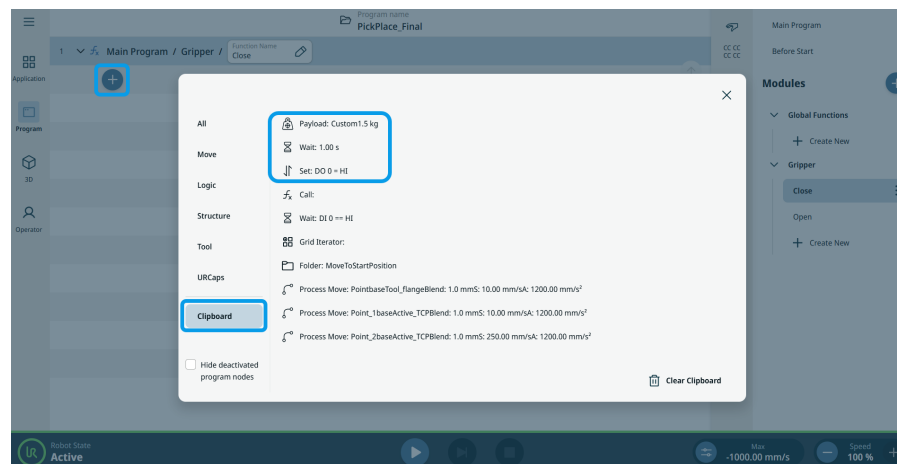 Program name
PickPlace_Final
Main Program
1 Main Program / Gripper / Function Name Close
CC CC
CC CC
Before Start
Application
Modules
All
Payload: Custom1.5 kg
Global Functions
Program
Move
Wait: 1.00 s
Create New
Set: DO 0 = HI
Gripper
Logic
Call:
Close
3D
Structure
Wait: DI 0 == HI
Open
Operator
Tool
Grid Iterator:
Create New
Folder: MoveToStartPosition
URCaps
Process Move: PointbaseTool_flangeBlend: 1.0 mmS: 10.00 mm/sA: 1200.00 mm/s²
Clipboard
Process Move: Point_1baseActive_TCPBlend: 1.0 mmS: 10.00 mm/sA: 1200.00 mm/s²
Process Move: Point_2baseActive_TCPBlend: 1.0 mmS: 250.00 mm/sA: 1200.00 mm/s²
Hide deactivated
program nodes
Clear Clipboard
UR
Robot State
Active
Max
-1000.00 mm/s
Speed
100 %